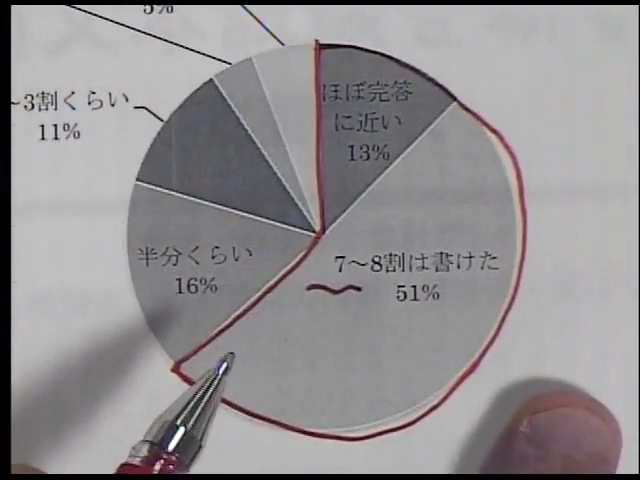 5%
~3割くらい
11%
ほぼ完答
に近い
13%
半分くらい
16%
7~8割は書けた
51%